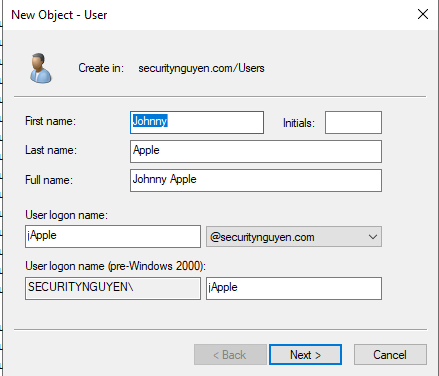 New Object - User
Create in: securitynguyen.com/Users
First name: Johnny Initials:
Last name: Apple
Full name: Johnny Apple
User logon name:
jApple @securitynguyen.com
User logon name (pre-Windows 2000):
SECURITYNGUYEN\ jApple
< Back Next > Cancel